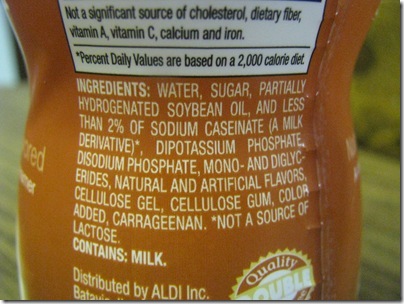 Not a significant source of cholesterol, dietary fiber,
vitamin A, vitamin C, calcium and iron.
*Percent Daily Values are based on a 2,000 calorie diet.
INGREDIENTS: WATER, SUGAR, PARTIALLY
HYDROGENATED SOYBEAN OIL, AND LESS
THAN 2% OF SODIUM CASEINATE (A MILK
DERIVATIVE)*, DIPOTASSIUM PHOSPHATE,
DISODIUM PHOSPHATE, MONO- AND DIGLYC-
ERIDES, NATURAL AND ARTIFICIAL FLAVORS,
CELLULOSE GEL, CELLULOSE GUM, COLOR
ADDED, CARRAGEENAN. *NOT A SOURCE OF
LACTOSE.
CONTAINS: MILK.
Distributed by ALDI Inc.
Quality
DOUBLE